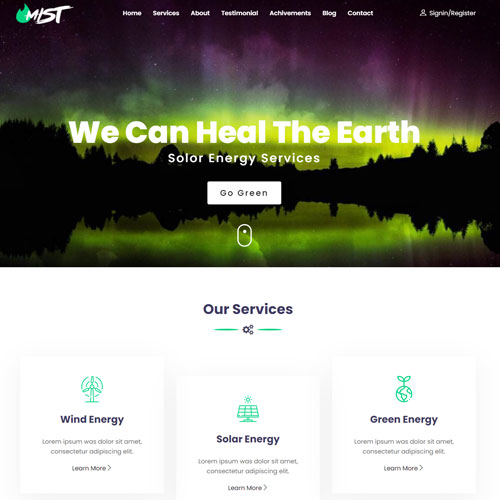 MIST
Home Services About Testimonial Achivements Blog Contact Signin/Register
We Can Heal The Earth
Solor Energy Services
Go Green
Our Services
Wind Energy
Lorem ipsum was dolor sit amet,
consectetur adipiscing elit.
Learn More
Solar Energy
Lorem ipsum was dolor sit amet,
consectetur adipiscing elit.
Learn More
Green Energy
Lorem ipsum was dolor sit amet,
consectetur adipiscing elit.
Learn More